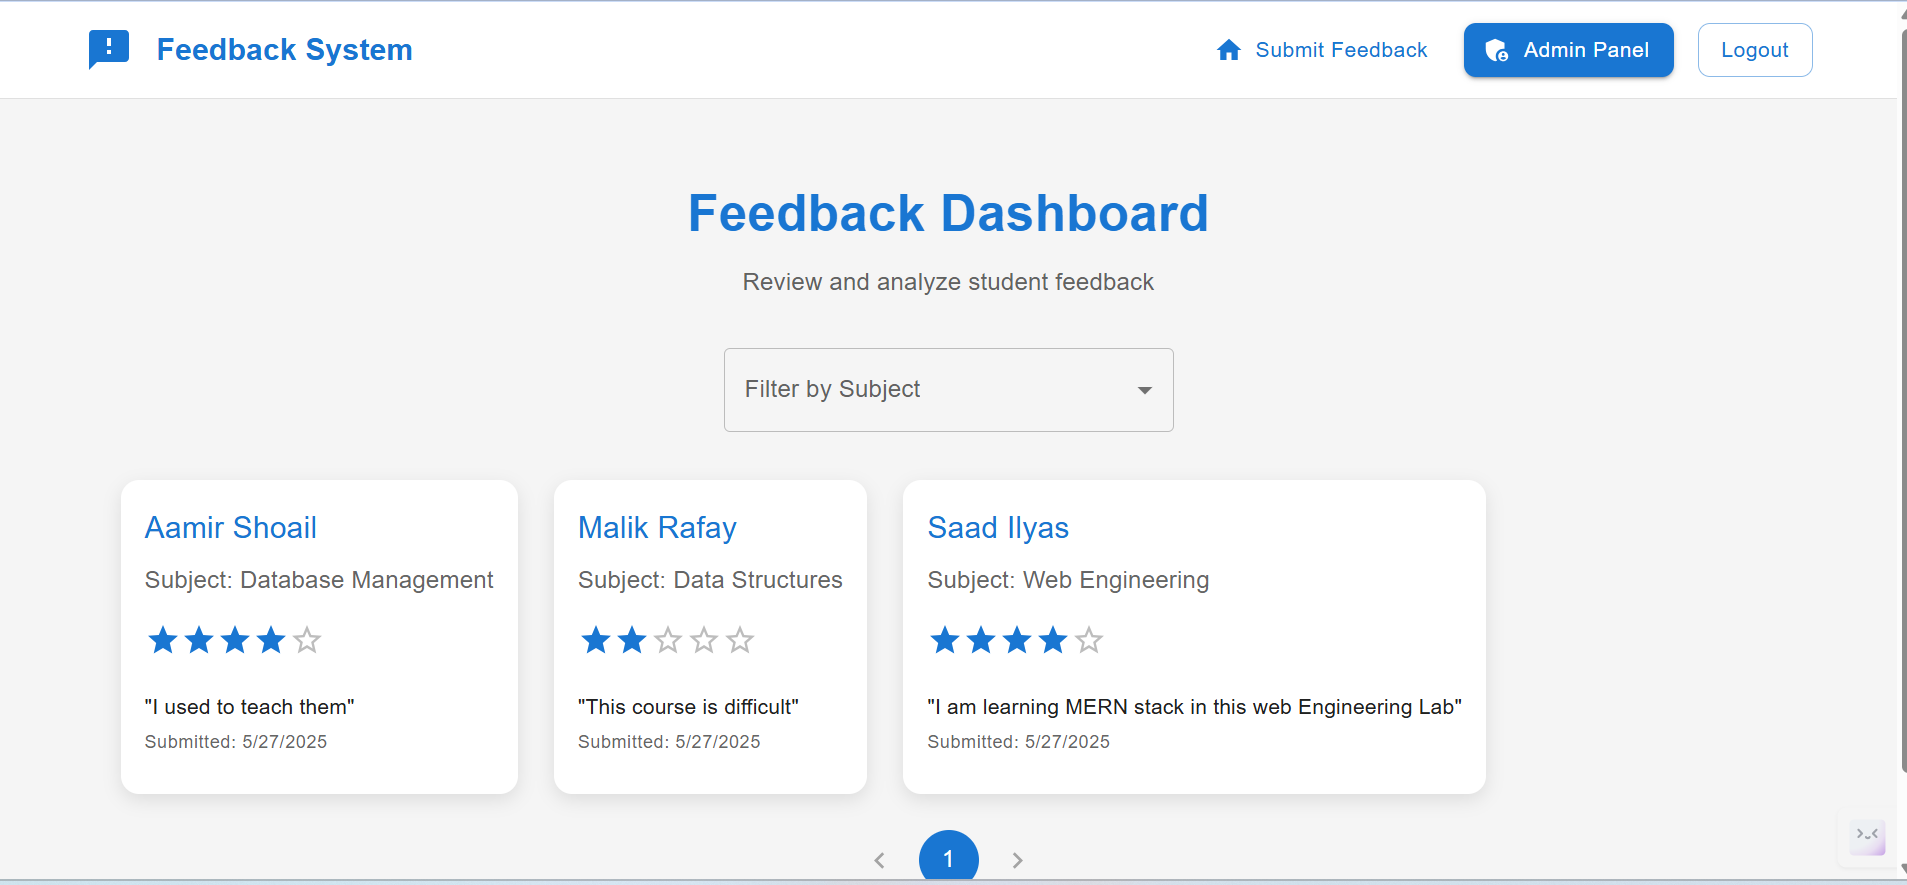 Feedback System
Submit Feedback
Admin Panel
Logout
Feedback Dashboard
Review and analyze student feedback
Filter by Subject
Aamir Shoail
Subject: Database Management
"I used to teach them"
Submitted: 5/27/2025
Malik Rafay
Subject: Data Structures
"This course is difficult"
Submitted: 5/27/2025
Saad Ilyas
Subject: Web Engineering
"I am learning MERN stack in this web Engineering Lab"
Submitted: 5/27/2025
1